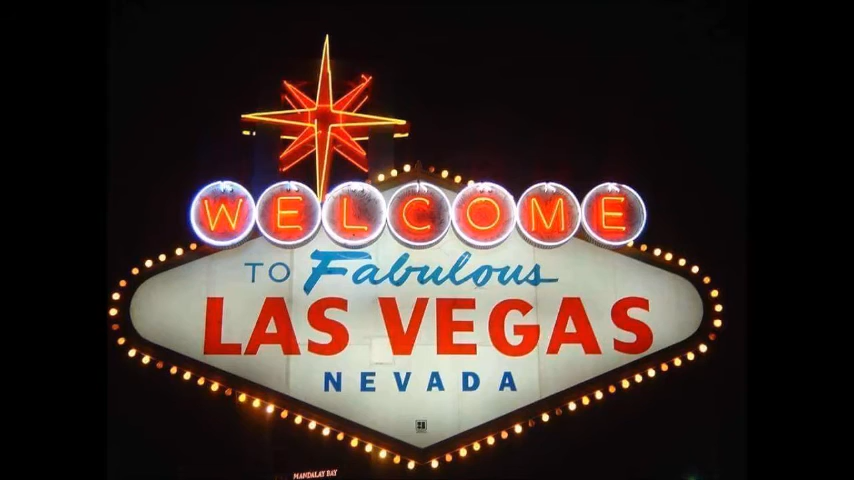 WELCOME
TO Fabulous
LAS VEGAS
NEVADA
MANDALAY BAY